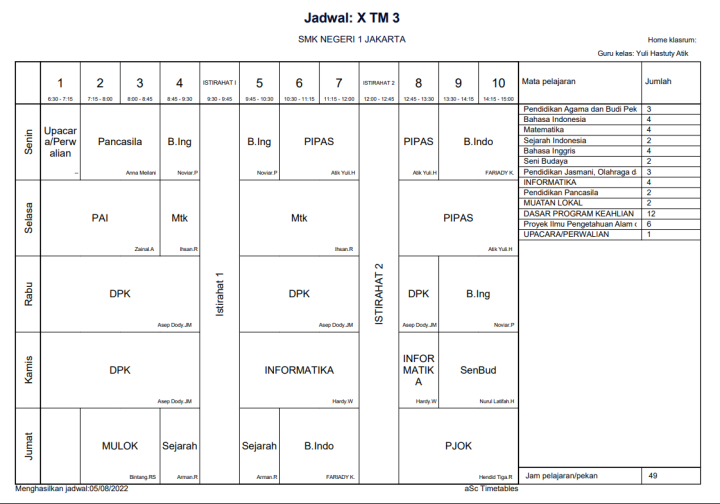 Jadwal: X TM 3
SMK NEGERI 1 JAKARTA
Home klasrum:
Guru kelas: Yuli Hastuty Atik
1 2 3 4 ISTIRAHAT I 5 6 7 ISTIRAHAT 2 8 9 10 Mata pelajaran Jumlah
6:30 - 7:15 7:15 - 8:00 8:00 - 8:45 8:45 - 9:30 9:30 - 9:45 9:45 - 10:30 10:30 - 11:15 11:15 - 12:00 12:00 - 12:45 12:45 - 13:30 13:30 - 14:15 14:15 - 15:00
Senin
Upacar
a/Perw
alian
--
Pancasila
Anna Meilani
B.Ing
Noviar.P
B.Ing
Noviar.P
PIPAS
Atik Yuli.H
PIPAS
Atik Yuli.H
B.Indo
FARIADY K.
Selasa
PAI
Zainal.A
Mtk
Ihsan.R
Mtk
Ihsan.R
PIPAS
Atik Yuli.H
Rabu
DPK
Asep Dody.JM
Istirahat 1
DPK
Asep Dody.JM
ISTIRAHAT 2
DPK
Asep Dody.JM
B.Ing
Noviar.P
Kamis
DPK
Asep Dody.JM
INFORMATIKA
Hardy.W
INFOR
MATIK
A
Hardy.W
SenBud
Nurul Latifah.H
Jumat
MULOK
Bintang.RS
Sejarah
Arman.R
Sejarah
Arman.R
B.Indo
FARIADY K.
PJOK
Hendid Tiga.R
Pendidikan Agama dan Budi Pek 3
Bahasa Indonesia 4
Matematika 4
Sejarah Indonesia 2
Bahasa Inggris 4
Seni Budaya 2
Pendidikan Jasmani, Olahraga d 3
INFORMATIKA 4
Pendidikan Pancasila 2
MUATAN LOKAL 2
DASAR PROGRAM KEAHLIAN 12
Proyek Ilmu Pengetahuan Alam d 6
UPACARA/PERWALIAN 1
Jam pelajaran/pekan 49
Menghasilkan jadwal:05/08/2022 aSc Timetables